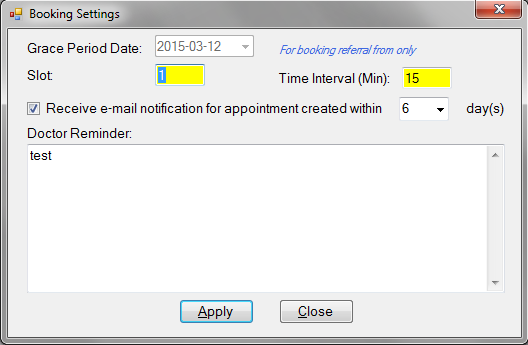 Booking Settings
Grace Period Date: 2015-03-12 For booking referral from only
Slot: 1 Time Interval (Min): 15
Receive e-mail notification for appointment created within 6 day(s)
Doctor Reminder:
test
Apply Close